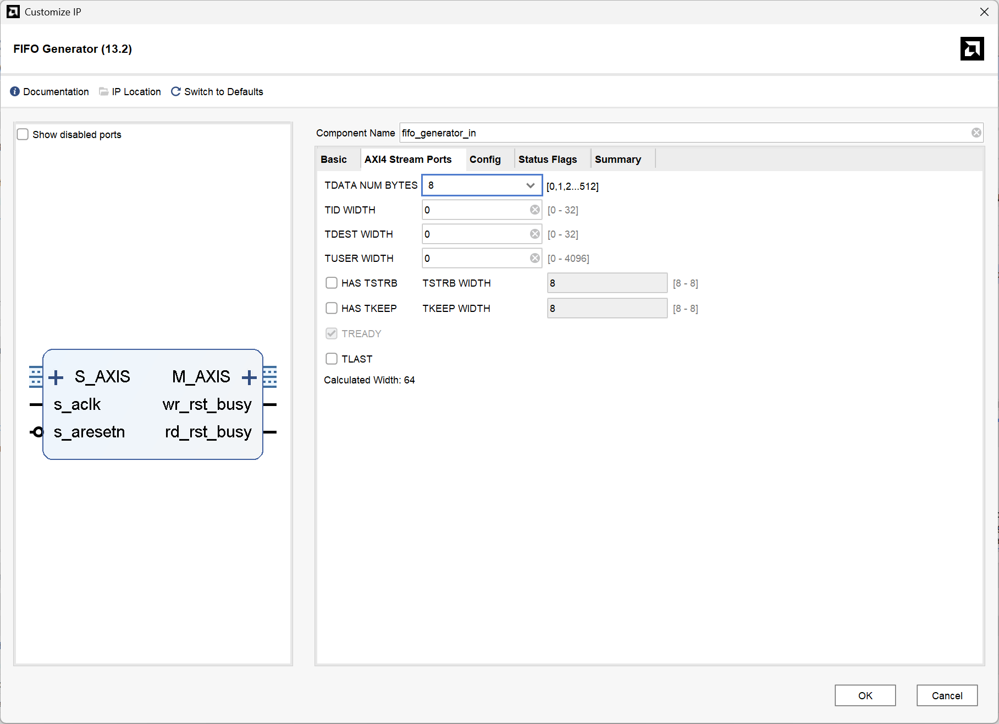 Customize IP
FIFO Generator (13.2)
Documentation IP Location Switch to Defaults
Show disabled ports
S_AXIS M_AXIS
s_aclk wr_rst_busy
s_aresetn rd_rst_busy
Component Name fifo_generator_in
Basic AXI4 Stream Ports Config Status Flags Summary
TDATA NUM BYTES 8 [0,1,2...512]
TID WIDTH 0 [0 - 32]
TDEST WIDTH 0 [0 - 32]
TUSER WIDTH 0 [0 - 4096]
HAS TSTRB TSTRB WIDTH 8 [8 - 8]
HAS TKEEP TKEEP WIDTH 8 [8 - 8]
TREADY
TLAST
Calculated Width: 64
OK Cancel